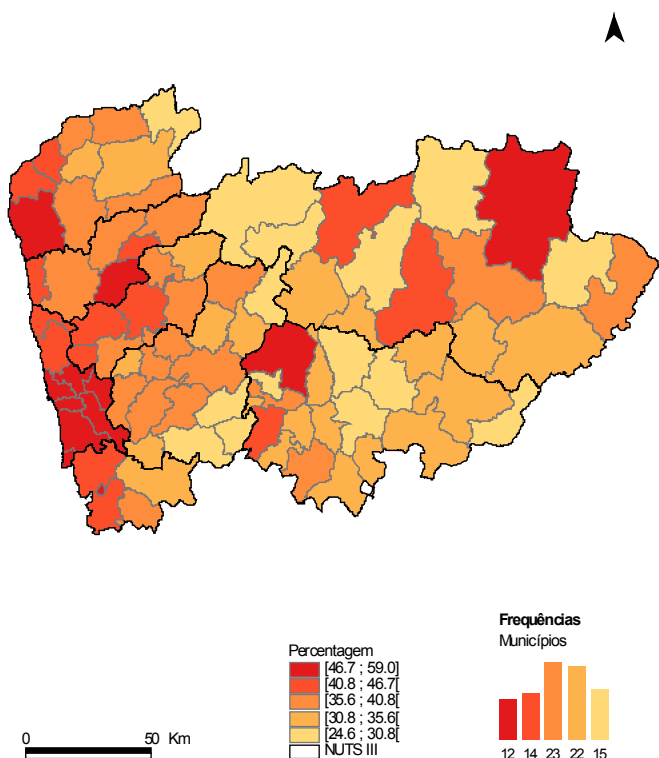 Percentagem
[46.7 ; 59.0]
[40.8 ; 46.7[
[35.6 ; 40.8[
[30.8 ; 35.6[
[24.6 ; 30.8[
NUTS III
0 50 Km
Frequências
Municípios
12 14 23 22 15